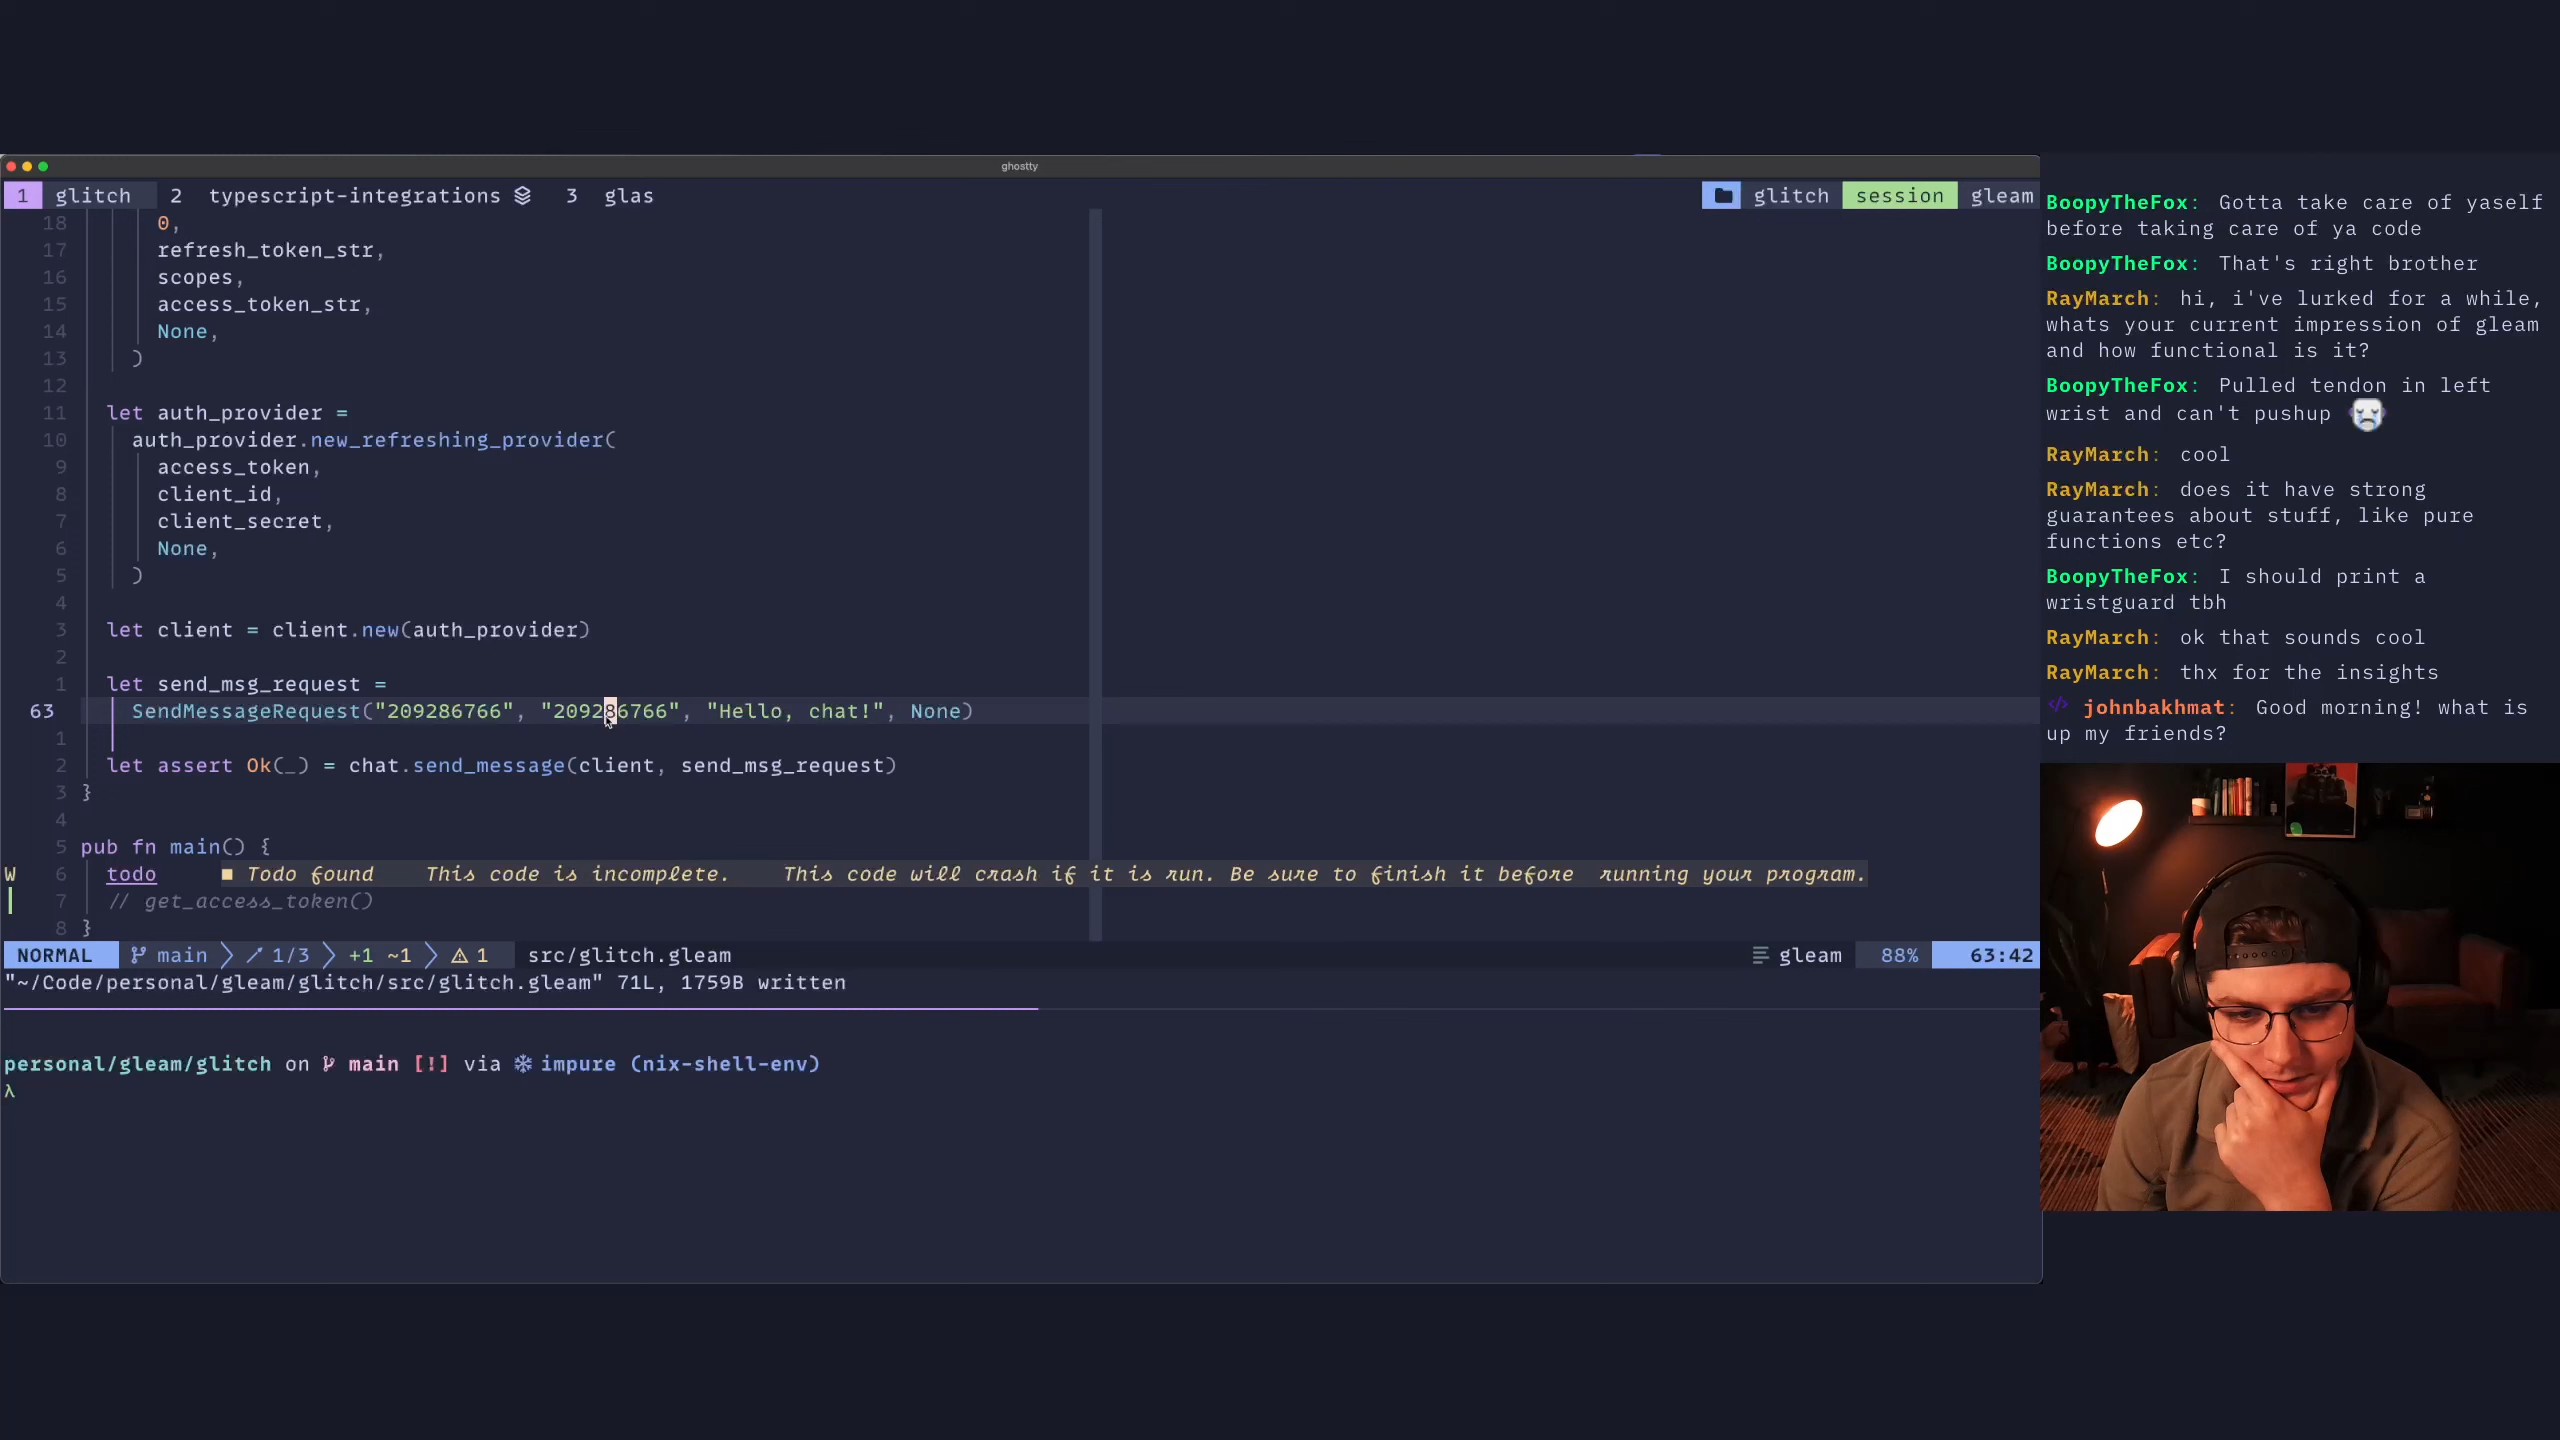 ghostty
1 glitch 2 typescript-integrations 3 glas
glitch session gleam
18 0,
17 refresh_token_str,
16 scopes,
15 access_token_str,
14 None,
13 )
12
11 let auth_provider =
10 auth_provider.new_refreshing_provider(
9 access_token,
8 client_id,
7 client_secret,
6 None,
5 )
4
3 let client = client.new(auth_provider)
2
1 let send_msg_request =
63 SendMessageRequest("209286766", "209286766", "Hello, chat!", None)
1
2 let assert Ok(_) = chat.send_message(client, send_msg_request)
3 }
4
5 pub fn main() {
W 6 todo ■ Todo found This code is incomplete. This code will crash if it is run. Be sure to finish it before running your program.
7 // get_access_token()
8 }
NORMAL main 1/3 +1 ~1 1 src/glitch.gleam gleam 88% 63:42
"~/Code/personal/gleam/glitch/src/glitch.gleam" 71L, 1759B written
personal/gleam/glitch on main [!] via impure (nix-shell-env)
λ
BoopyTheFox: Gotta take care of yaself
before taking care of ya code
BoopyTheFox: That's right brother
RayMarch: hi, i've lurked for a while,
whats your current impression of gleam
and how functional is it?
BoopyTheFox: Pulled tendon in left
wrist and can't pushup
RayMarch: cool
RayMarch: does it have strong
guarantees about stuff, like pure
functions etc?
BoopyTheFox: I should print a
wristguard tbh
RayMarch: ok that sounds cool
RayMarch: thx for the insights
johnbakhmat: Good morning! what is
up my friends?